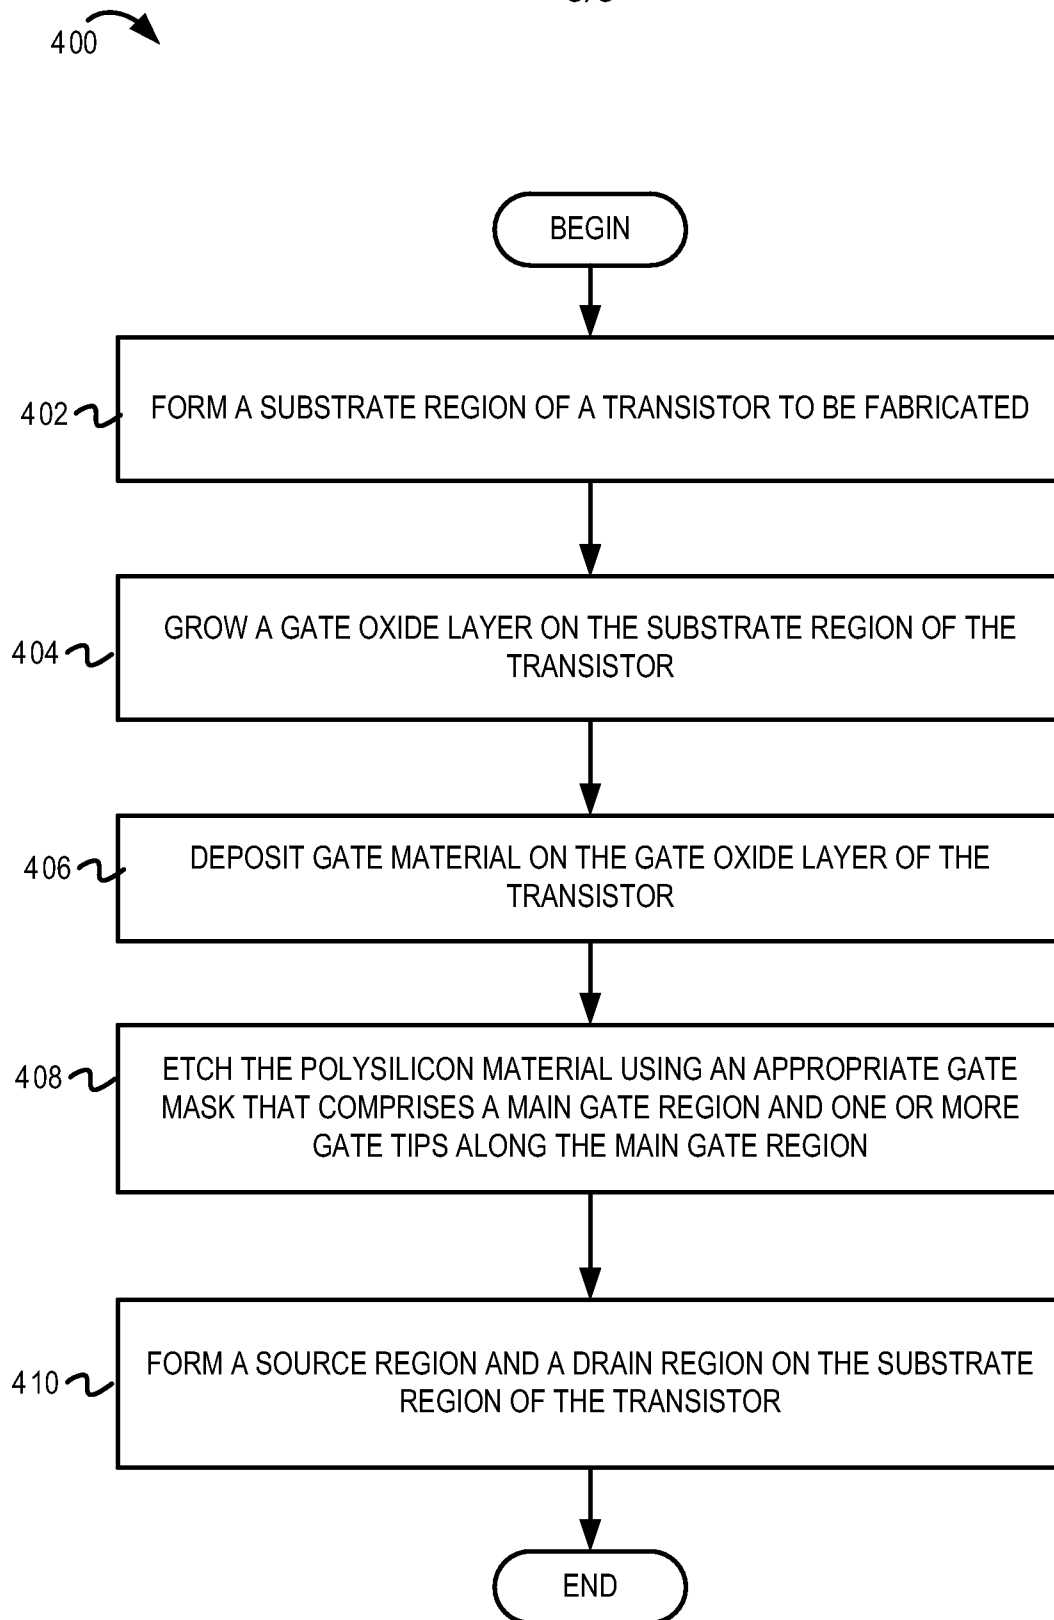 400
BEGIN
402
FORM A SUBSTRATE REGION OF A TRANSISTOR TO BE FABRICATED
404
GROW A GATE OXIDE LAYER ON THE SUBSTRATE REGION OF THE
TRANSISTOR
406
DEPOSIT GATE MATERIAL ON THE GATE OXIDE LAYER OF THE
TRANSISTOR
408
ETCH THE POLYSILICON MATERIAL USING AN APPROPRIATE GATE
MASK THAT COMPRISES A MAIN GATE REGION AND ONE OR MORE
GATE TIPS ALONG THE MAIN GATE REGION
410
FORM A SOURCE REGION AND A DRAIN REGION ON THE SUBSTRATE
REGION OF THE TRANSISTOR
END